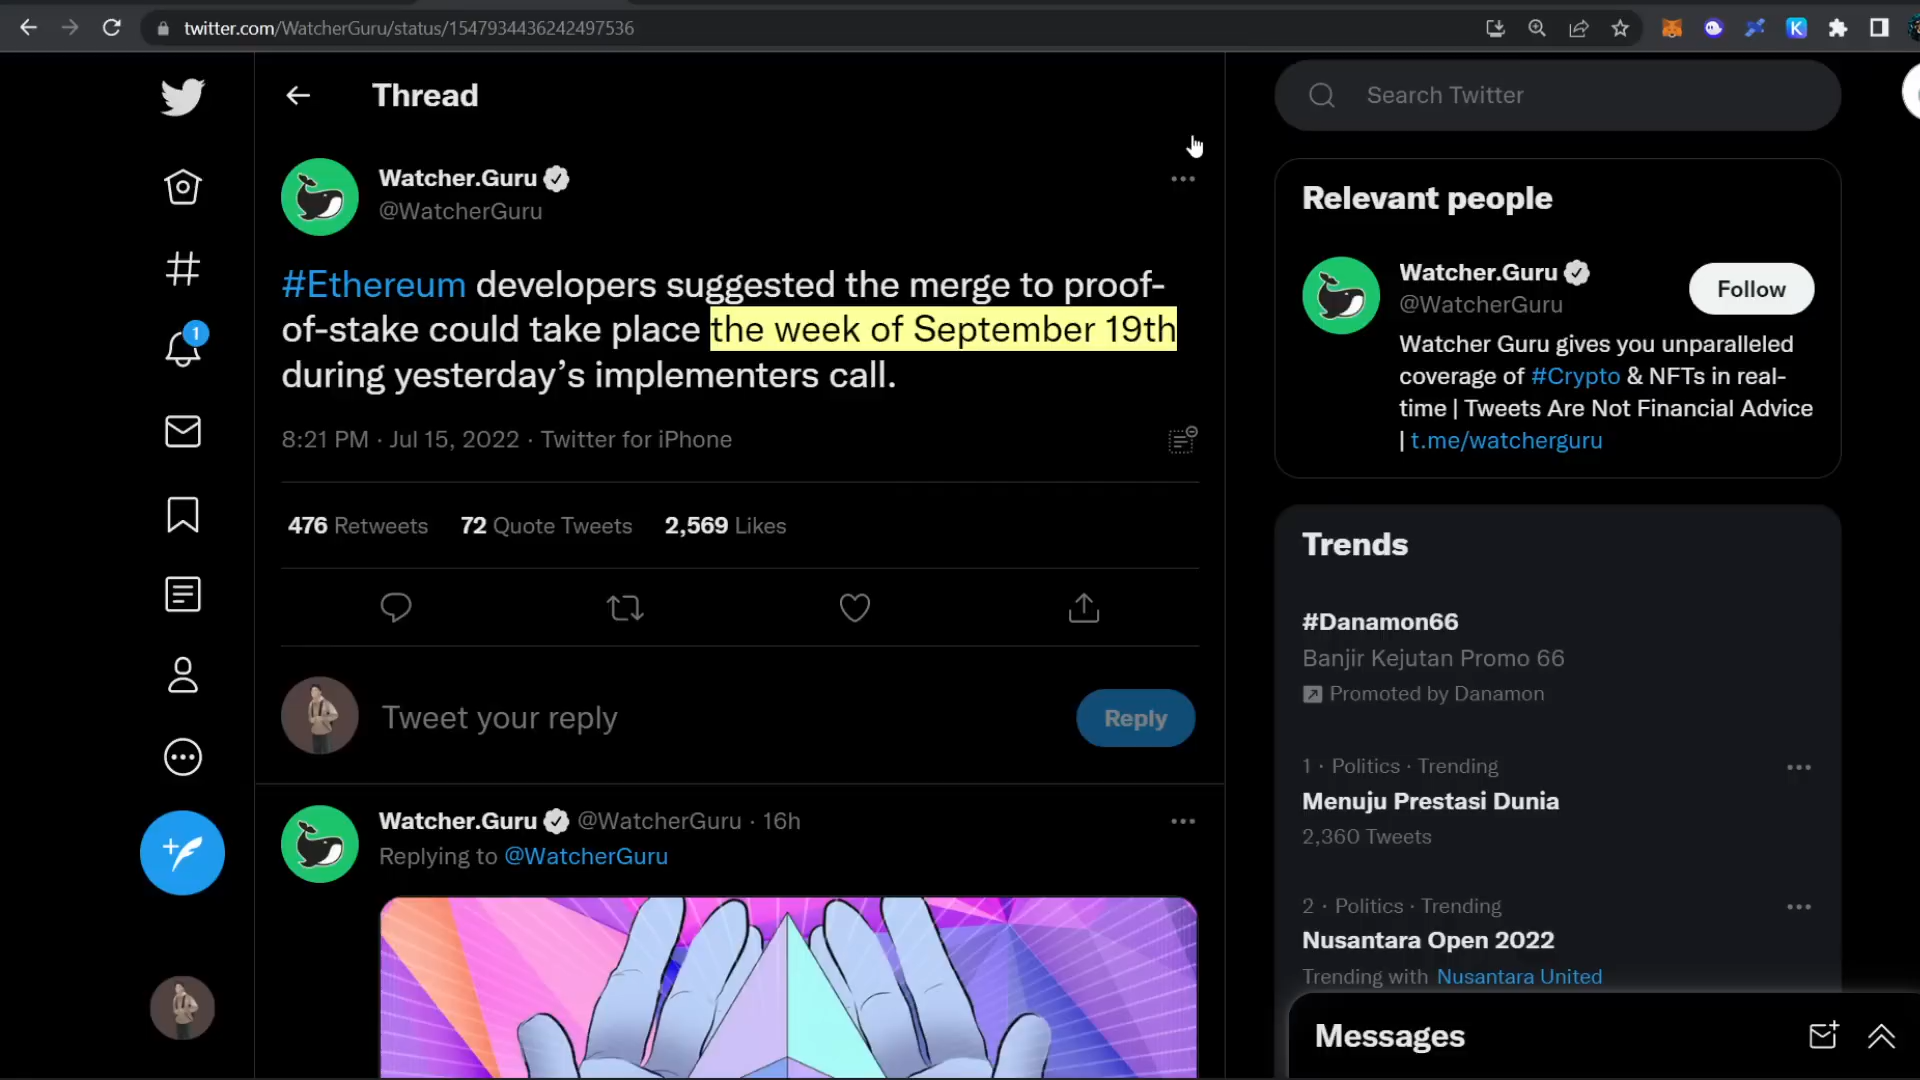 twitter.com/WatcherGuru/status/1547934436242497536
Thread
Search Twitter
Watcher.Guru
@WatcherGuru
#Ethereum developers suggested the merge to proof-
of-stake could take place the week of September 19th
during yesterday’s implementers call.
8:21 PM · Jul 15, 2022 · Twitter for iPhone
476 Retweets 72 Quote Tweets 2,569 Likes
1
Tweet your reply
Reply
Watcher.Guru @WatcherGuru · 16h
Replying to @WatcherGuru
Relevant people
Watcher.Guru
@WatcherGuru
Follow
Watcher Guru gives you unparalleled
coverage of #Crypto & NFTs in real-
time | Tweets Are Not Financial Advice
| t.me/watcherguru
Trends
#Danamon66
Banjir Kejutan Promo 66
Promoted by Danamon
1 · Politics · Trending
Menuju Prestasi Dunia
2,360 Tweets
2 · Politics · Trending
Nusantara Open 2022
Trending with Nusantara United
Messages
K